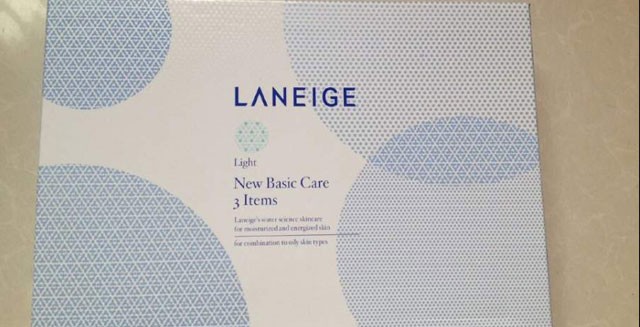 LANEIGE
Light
New Basic Care
3 Items
Laneige's water science skincare
for moisturized and energized skin
for combination to oily skin types